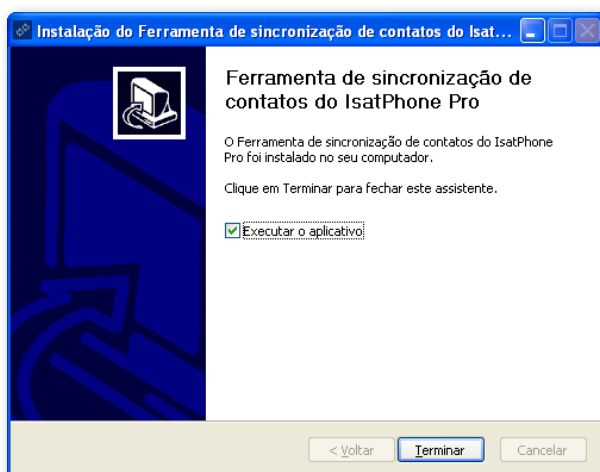 Instalação do Ferramenta de sincronização de contatos do Isat...
Ferramenta de sincronização de
contatos do IsatPhone Pro
O Ferramenta de sincronização de contatos do IsatPhone
Pro foi instalado no seu computador.
Clique em Terminar para fechar este assistente.
Executar o aplicativo
< Voltar
Terminar
Cancelar